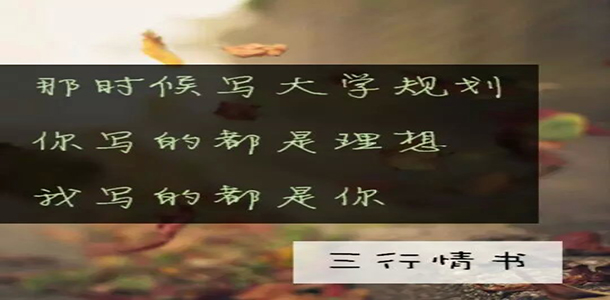 那时候写大学规划
你写的都是理想
我写的都是你
三行情书